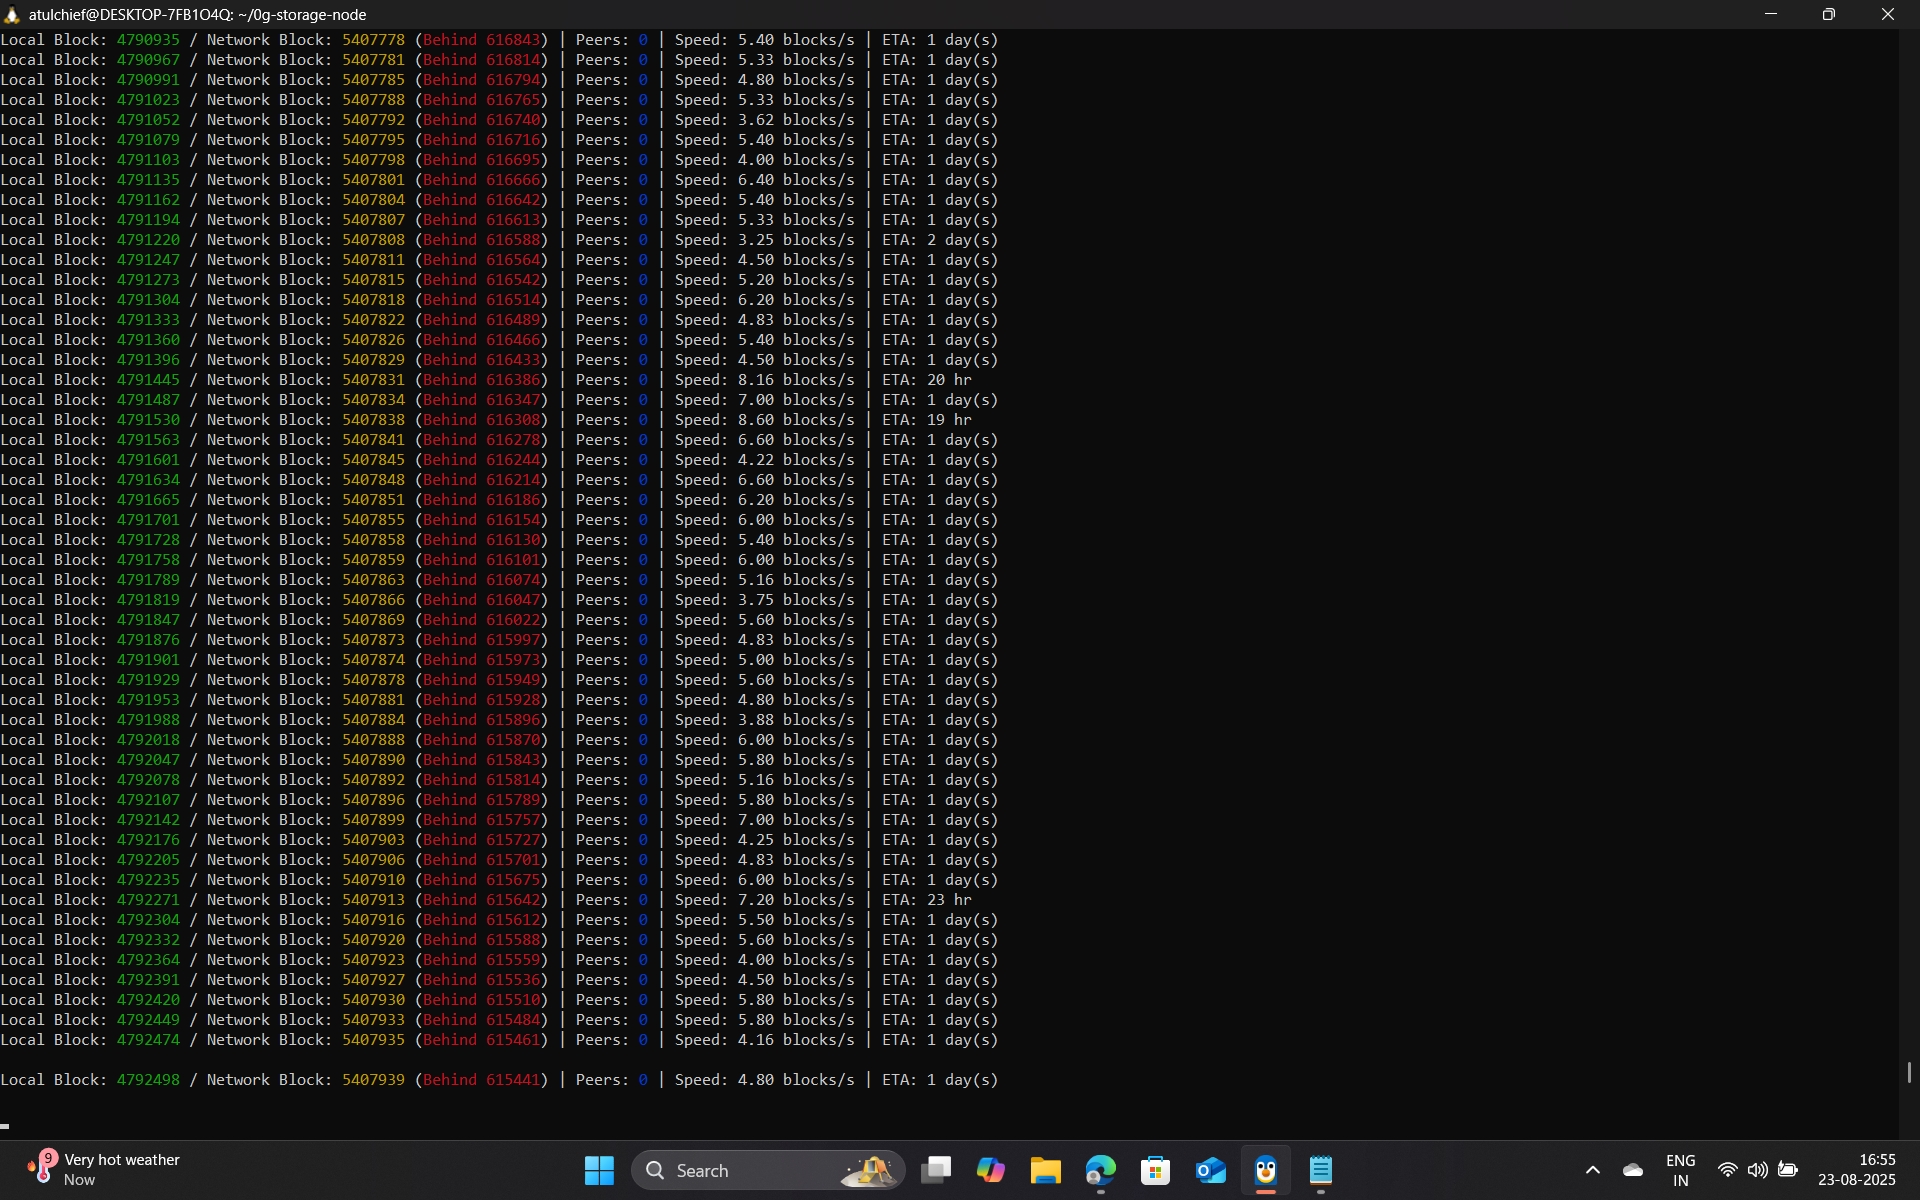 atulchief@DESKTOP-7FB1O4Q: ~/0g-storage-node
Local Block: 4790935 / Network Block: 5407778 (Behind 616843) | Peers: 0 | Speed: 5.40 blocks/s | ETA: 1 day(s)
Local Block: 4790967 / Network Block: 5407781 (Behind 616814) | Peers: 0 | Speed: 5.33 blocks/s | ETA: 1 day(s)
Local Block: 4790991 / Network Block: 5407785 (Behind 616794) | Peers: 0 | Speed: 4.80 blocks/s | ETA: 1 day(s)
Local Block: 4791023 / Network Block: 5407788 (Behind 616765) | Peers: 0 | Speed: 5.33 blocks/s | ETA: 1 day(s)
Local Block: 4791052 / Network Block: 5407792 (Behind 616740) | Peers: 0 | Speed: 3.62 blocks/s | ETA: 1 day(s)
Local Block: 4791079 / Network Block: 5407795 (Behind 616716) | Peers: 0 | Speed: 5.40 blocks/s | ETA: 1 day(s)
Local Block: 4791103 / Network Block: 5407798 (Behind 616695) | Peers: 0 | Speed: 4.00 blocks/s | ETA: 1 day(s)
Local Block: 4791135 / Network Block: 5407801 (Behind 616666) | Peers: 0 | Speed: 6.40 blocks/s | ETA: 1 day(s)
Local Block: 4791162 / Network Block: 5407804 (Behind 616642) | Peers: 0 | Speed: 5.40 blocks/s | ETA: 1 day(s)
Local Block: 4791194 / Network Block: 5407807 (Behind 616613) | Peers: 0 | Speed: 5.33 blocks/s | ETA: 1 day(s)
Local Block: 4791220 / Network Block: 5407808 (Behind 616588) | Peers: 0 | Speed: 3.25 blocks/s | ETA: 2 day(s)
Local Block: 4791247 / Network Block: 5407811 (Behind 616564) | Peers: 0 | Speed: 4.50 blocks/s | ETA: 1 day(s)
Local Block: 4791273 / Network Block: 5407815 (Behind 616542) | Peers: 0 | Speed: 5.20 blocks/s | ETA: 1 day(s)
Local Block: 4791304 / Network Block: 5407818 (Behind 616514) | Peers: 0 | Speed: 6.20 blocks/s | ETA: 1 day(s)
Local Block: 4791333 / Network Block: 5407822 (Behind 616489) | Peers: 0 | Speed: 4.83 blocks/s | ETA: 1 day(s)
Local Block: 4791360 / Network Block: 5407826 (Behind 616466) | Peers: 0 | Speed: 5.40 blocks/s | ETA: 1 day(s)
Local Block: 4791396 / Network Block: 5407829 (Behind 616433) | Peers: 0 | Speed: 4.50 blocks/s | ETA: 1 day(s)
Local Block: 4791445 / Network Block: 5407831 (Behind 616386) | Peers: 0 | Speed: 8.16 blocks/s | ETA: 20 hr
Local Block: 4791487 / Network Block: 5407834 (Behind 616347) | Peers: 0 | Speed: 7.00 blocks/s | ETA: 1 day(s)
Local Block: 4791530 / Network Block: 5407838 (Behind 616308) | Peers: 0 | Speed: 8.60 blocks/s | ETA: 19 hr
Local Block: 4791563 / Network Block: 5407841 (Behind 616278) | Peers: 0 | Speed: 6.60 blocks/s | ETA: 1 day(s)
Local Block: 4791601 / Network Block: 5407845 (Behind 616244) | Peers: 0 | Speed: 4.22 blocks/s | ETA: 1 day(s)
Local Block: 4791634 / Network Block: 5407848 (Behind 616214) | Peers: 0 | Speed: 6.60 blocks/s | ETA: 1 day(s)
Local Block: 4791665 / Network Block: 5407851 (Behind 616186) | Peers: 0 | Speed: 6.20 blocks/s | ETA: 1 day(s)
Local Block: 4791701 / Network Block: 5407855 (Behind 616154) | Peers: 0 | Speed: 6.00 blocks/s | ETA: 1 day(s)
Local Block: 4791728 / Network Block: 5407858 (Behind 616130) | Peers: 0 | Speed: 5.40 blocks/s | ETA: 1 day(s)
Local Block: 4791758 / Network Block: 5407859 (Behind 616101) | Peers: 0 | Speed: 6.00 blocks/s | ETA: 1 day(s)
Local Block: 4791789 / Network Block: 5407863 (Behind 616074) | Peers: 0 | Speed: 5.16 blocks/s | ETA: 1 day(s)
Local Block: 4791819 / Network Block: 5407866 (Behind 616047) | Peers: 0 | Speed: 3.75 blocks/s | ETA: 1 day(s)
Local Block: 4791847 / Network Block: 5407869 (Behind 616022) | Peers: 0 | Speed: 5.60 blocks/s | ETA: 1 day(s)
Local Block: 4791876 / Network Block: 5407873 (Behind 615997) | Peers: 0 | Speed: 4.83 blocks/s | ETA: 1 day(s)
Local Block: 4791901 / Network Block: 5407874 (Behind 615973) | Peers: 0 | Speed: 5.00 blocks/s | ETA: 1 day(s)
Local Block: 4791929 / Network Block: 5407878 (Behind 615949) | Peers: 0 | Speed: 5.60 blocks/s | ETA: 1 day(s)
Local Block: 4791953 / Network Block: 5407881 (Behind 615928) | Peers: 0 | Speed: 4.80 blocks/s | ETA: 1 day(s)
Local Block: 4791988 / Network Block: 5407884 (Behind 615896) | Peers: 0 | Speed: 3.88 blocks/s | ETA: 1 day(s)
Local Block: 4792018 / Network Block: 5407888 (Behind 615870) | Peers: 0 | Speed: 6.00 blocks/s | ETA: 1 day(s)
Local Block: 4792047 / Network Block: 5407890 (Behind 615843) | Peers: 0 | Speed: 5.80 blocks/s | ETA: 1 day(s)
Local Block: 4792078 / Network Block: 5407892 (Behind 615814) | Peers: 0 | Speed: 5.16 blocks/s | ETA: 1 day(s)
Local Block: 4792107 / Network Block: 5407896 (Behind 615789) | Peers: 0 | Speed: 5.80 blocks/s | ETA: 1 day(s)
Local Block: 4792142 / Network Block: 5407899 (Behind 615757) | Peers: 0 | Speed: 7.00 blocks/s | ETA: 1 day(s)
Local Block: 4792176 / Network Block: 5407903 (Behind 615727) | Peers: 0 | Speed: 4.25 blocks/s | ETA: 1 day(s)
Local Block: 4792205 / Network Block: 5407906 (Behind 615701) | Peers: 0 | Speed: 4.83 blocks/s | ETA: 1 day(s)
Local Block: 4792235 / Network Block: 5407910 (Behind 615675) | Peers: 0 | Speed: 6.00 blocks/s | ETA: 1 day(s)
Local Block: 4792271 / Network Block: 5407913 (Behind 615642) | Peers: 0 | Speed: 7.20 blocks/s | ETA: 23 hr
Local Block: 4792304 / Network Block: 5407916 (Behind 615612) | Peers: 0 | Speed: 5.50 blocks/s | ETA: 1 day(s)
Local Block: 4792332 / Network Block: 5407920 (Behind 615588) | Peers: 0 | Speed: 5.60 blocks/s | ETA: 1 day(s)
Local Block: 4792364 / Network Block: 5407923 (Behind 615559) | Peers: 0 | Speed: 4.00 blocks/s | ETA: 1 day(s)
Local Block: 4792391 / Network Block: 5407927 (Behind 615536) | Peers: 0 | Speed: 4.50 blocks/s | ETA: 1 day(s)
Local Block: 4792420 / Network Block: 5407930 (Behind 615510) | Peers: 0 | Speed: 5.80 blocks/s | ETA: 1 day(s)
Local Block: 4792449 / Network Block: 5407933 (Behind 615484) | Peers: 0 | Speed: 5.80 blocks/s | ETA: 1 day(s)
Local Block: 4792474 / Network Block: 5407935 (Behind 615461) | Peers: 0 | Speed: 4.16 blocks/s | ETA: 1 day(s)
Local Block: 4792498 / Network Block: 5407939 (Behind 615441) | Peers: 0 | Speed: 4.80 blocks/s | ETA: 1 day(s)
9
Very hot weather
Now
Search
ENG
IN
16:55
23-08-2025